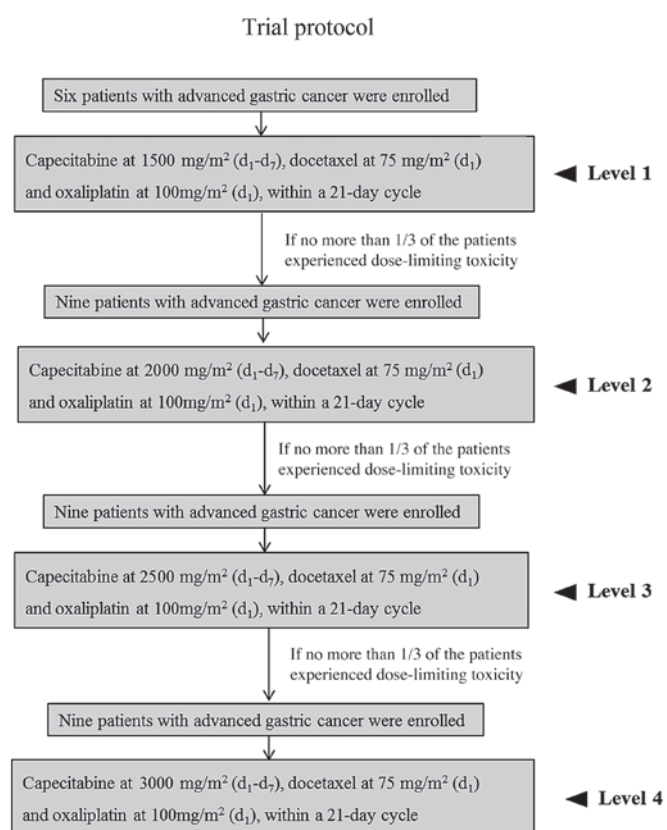 Trial protocol
Six patients with advanced gastric cancer were enrolled
Capecitabine at 1500 mg/m² (d₁-d₇), docetaxel at 75 mg/m² (d₁)
and oxaliplatin at 100mg/m² (d₁), within a 21-day cycle
Level 1
If no more than 1/3 of the patients
experienced dose-limiting toxicity
Nine patients with advanced gastric cancer were enrolled
Capecitabine at 2000 mg/m² (d₁-d₇), docetaxel at 75 mg/m² (d₁)
and oxaliplatin at 100mg/m² (d₁), within a 21-day cycle
Level 2
If no more than 1/3 of the patients
experienced dose-limiting toxicity
Nine patients with advanced gastric cancer were enrolled
Capecitabine at 2500 mg/m² (d₁-d₇), docetaxel at 75 mg/m² (d₁)
and oxaliplatin at 100mg/m² (d₁), within a 21-day cycle
Level 3
If no more than 1/3 of the patients
experienced dose-limiting toxicity
Nine patients with advanced gastric cancer were enrolled
Capecitabine at 3000 mg/m² (d₁-d₇), docetaxel at 75 mg/m² (d₁)
and oxaliplatin at 100mg/m² (d₁), within a 21-day cycle
Level 4